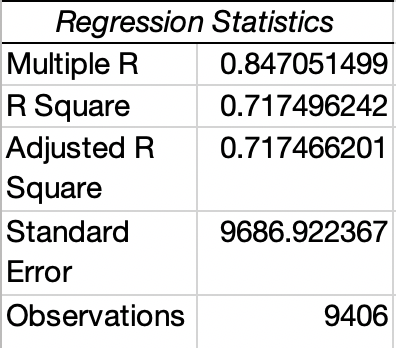 Regression Statistics
Multiple R 0.847051499
R Square 0.717496242
Adjusted R 0.717466201
Square
Standard 9686.922367
Error
Observations 9406